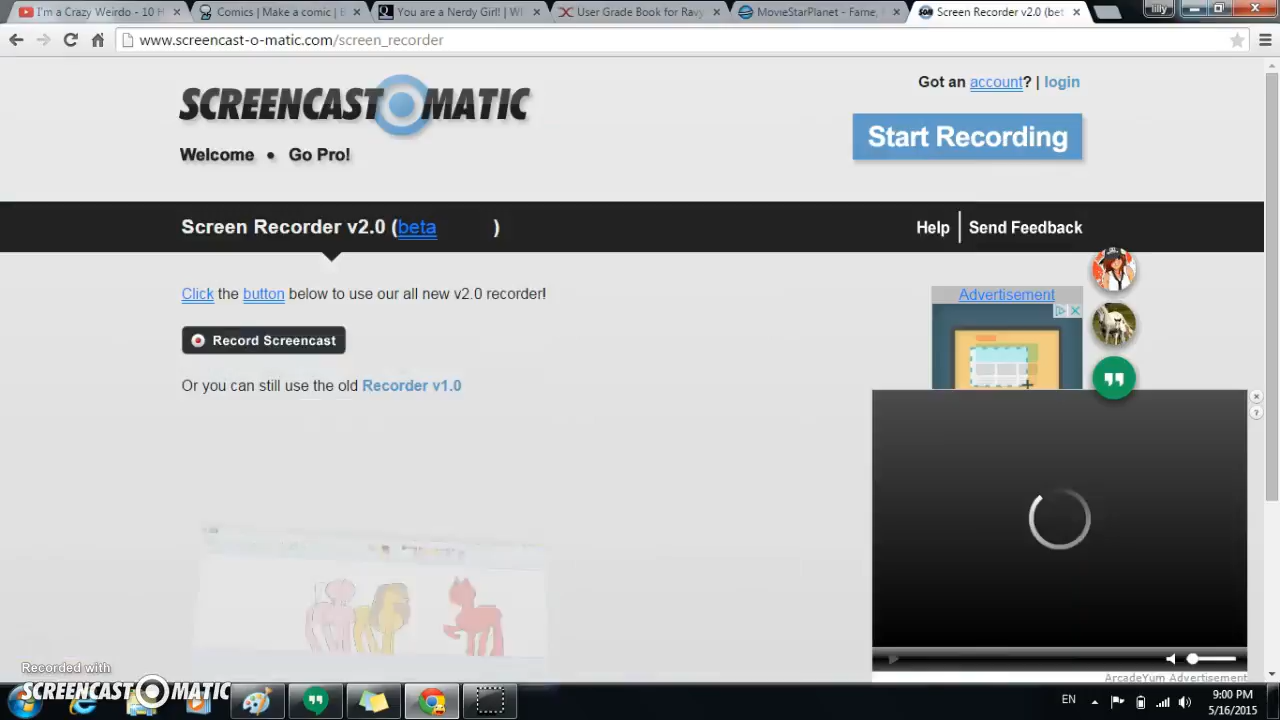 I'm a Crazy Weirdo - 10 H
Comics | Make a comic | B
You are a Nerdy Girl! | W
User Grade Book for Ravy
MovieStarPlanet - Fame,
Screen Recorder v2.0 (bet
lilly
www.screencast-o-matic.com/screen_recorder
SCREENCAST O MATIC
Got an account? | login
Start Recording
Welcome • Go Pro!
Screen Recorder v2.0 (beta )
Help
Send Feedback
Click the button below to use our all new v2.0 recorder!
Advertisement
Record Screencast
Or you can still use the old Recorder v1.0
ArcadeYum Advertisement
Recorded with
SCREENCAST O MATIC
EN
9:00 PM
5/16/2015